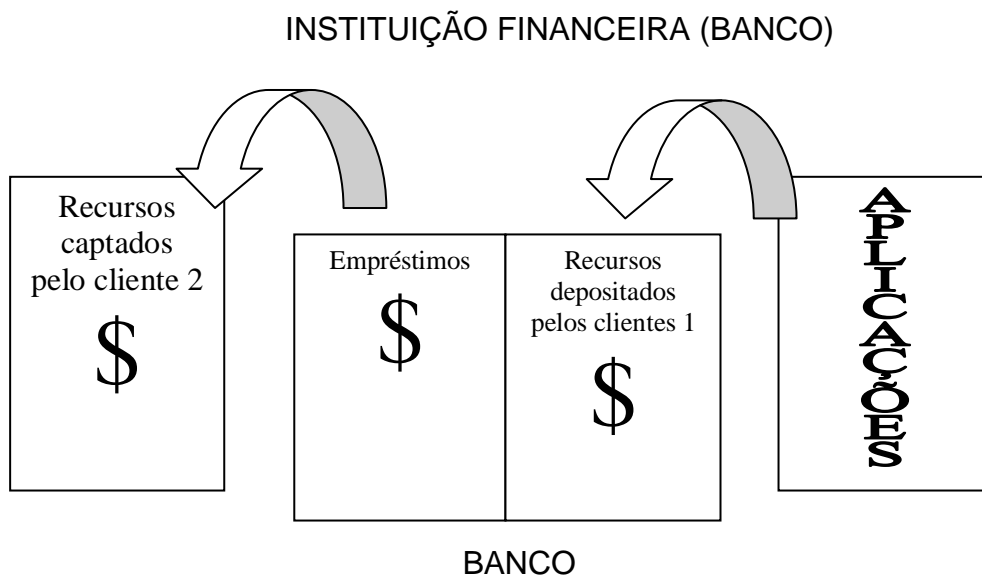 INSTITUIÇÃO FINANCEIRA (BANCO)
Recursos
captados
pelo cliente 2
$
Empréstimos
$
Recursos
depositados
pelos clientes 1
$
APLICAÇÕES
BANCO